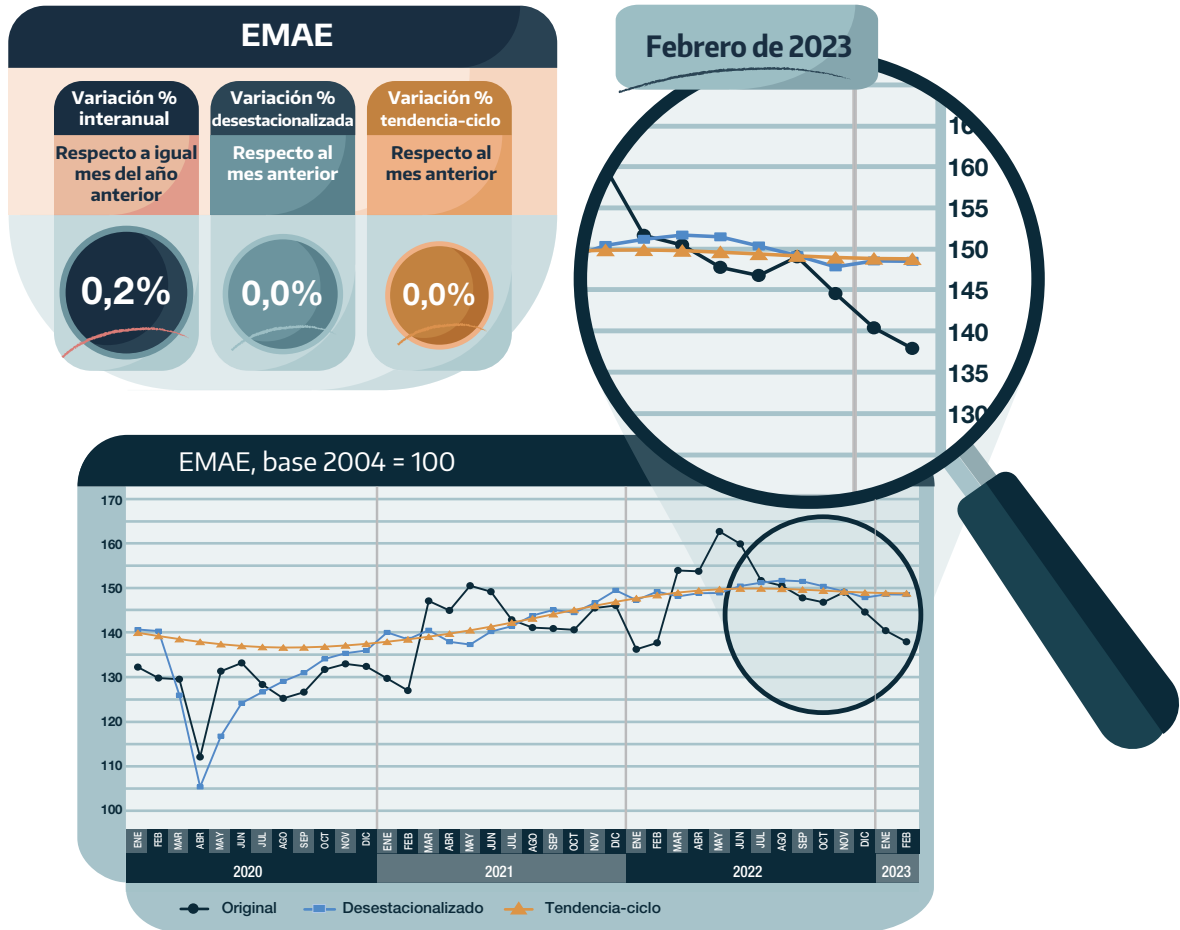 EMAE
Variación %
interanual
Respecto a igual
mes del año
anterior
0,2%
Variación %
desestacionalizada
Respecto al
mes anterior
0,0%
Variación %
tendencia-ciclo
Respecto al
mes anterior
0,0%
Febrero de 2023
160
155
150
145
140
135
130
EMAE, base 2004 = 100
170
160
150
140
130
120
110
100
ENE FEB MAR ABR MAY JUN JUL AGO SEP OCT NOV DIC ENE FEB MAR ABR MAY JUN JUL AGO SEP OCT NOV DIC ENE FEB MAR ABR MAY JUN JUL AGO SEP OCT NOV DIC ENE FEB
2020 2021 2022 2023
Original Desestacionalizado Tendencia-ciclo